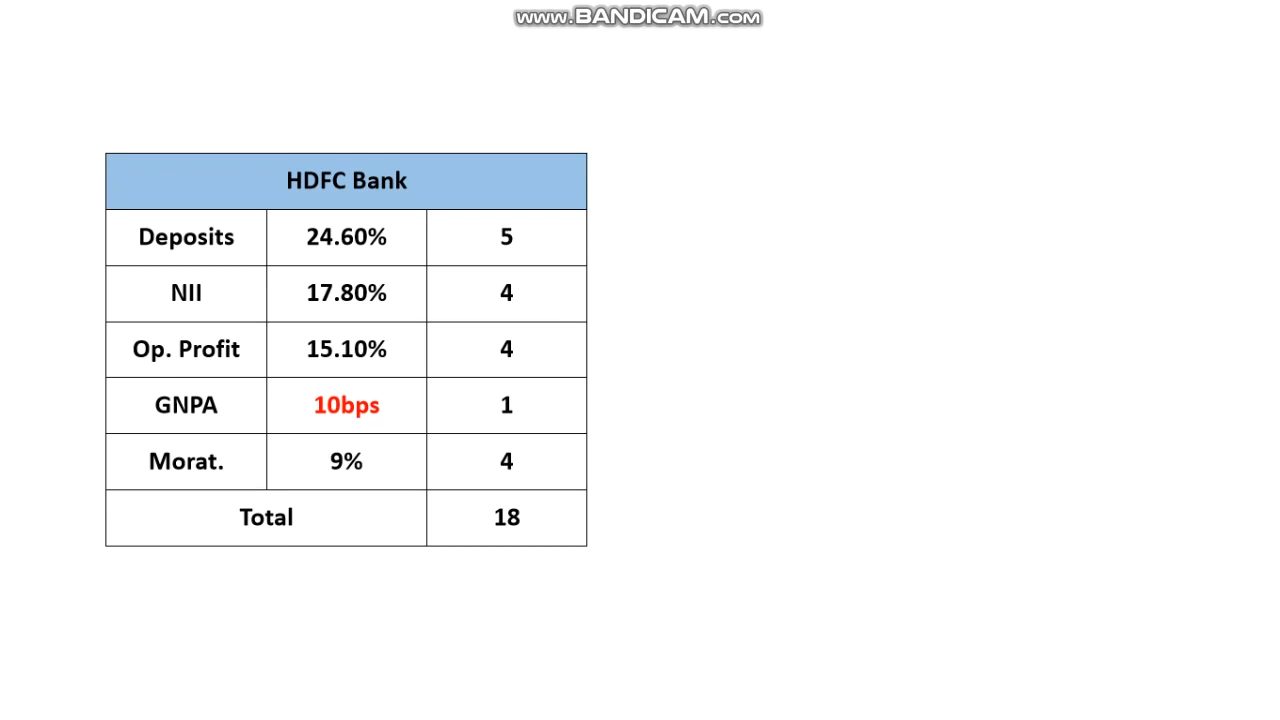 www.BANDICAM.com
HDFC Bank
Deposits 24.60% 5
NII 17.80% 4
Op. Profit 15.10% 4
GNPA 10bps 1
Morat. 9% 4
Total 18